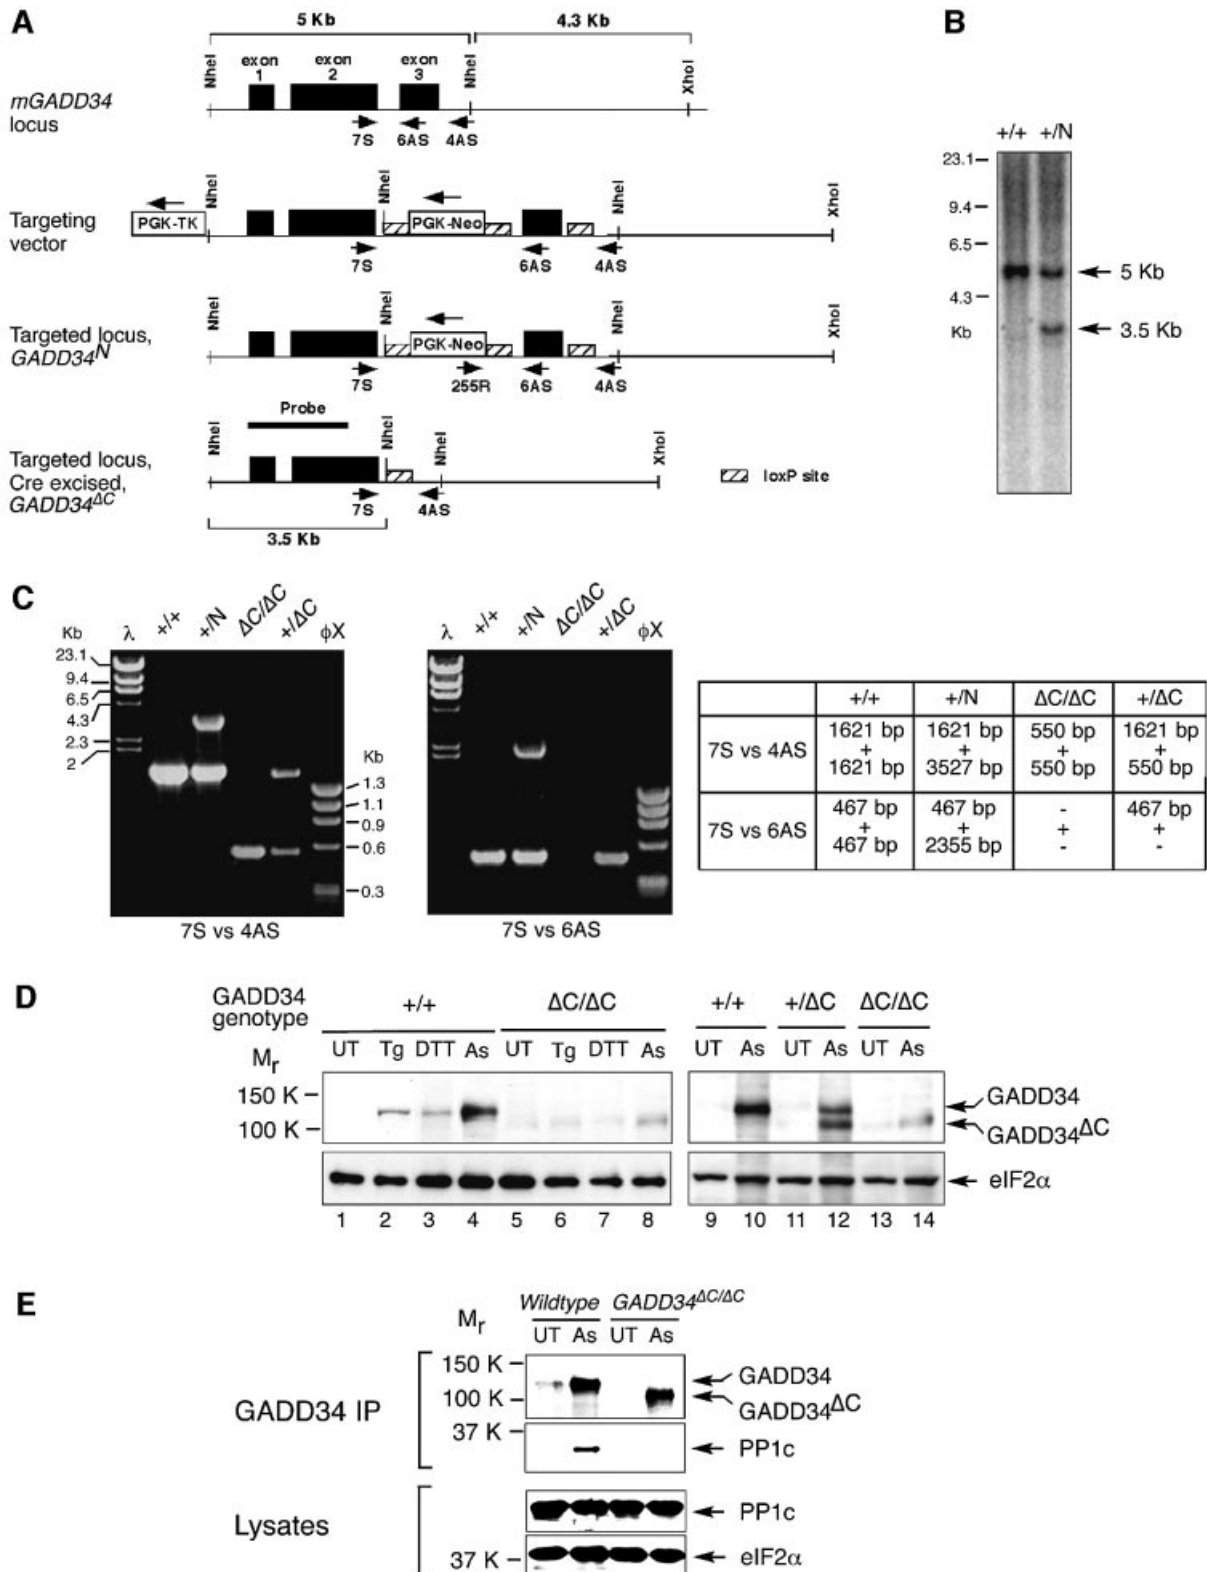 A
5 Kb
4.3 Kb
NheI
exon 1
exon 2
exon 3
NheI
XhoI
mGADD34 locus
7S
6AS
4AS
Targeting vector
PGK-TK
NheI
NheI
PGK-Neo
NheI
XhoI
7S
6AS
4AS
Targeted locus, GADD34^N
NheI
NheI
PGK-Neo
NheI
XhoI
7S
255R
6AS
4AS
Probe
Targeted locus, Cre excised, GADD34^ΔC
NheI
NheI
NheI
XhoI
7S
4AS
3.5 Kb
loxP site
B
+/+
+/N
23.1
9.4
6.5
4.3
Kb
5 Kb
3.5 Kb
C
Kb
λ
+/+
+/N
ΔC/ΔC
+/ΔC
ϕX
23.1
9.4
6.5
4.3
2.3
2
Kb
1.3
1.1
0.9
0.6
0.3
7S vs 4AS
λ
+/+
+/N
ΔC/ΔC
+/ΔC
ϕX
7S vs 6AS
+/+ +/N ΔC/ΔC +/ΔC
7S vs 4AS
1621 bp + 1621 bp
1621 bp + 3527 bp
550 bp + 550 bp
1621 bp + 550 bp
7S vs 6AS
467 bp + 467 bp
467 bp + 2355 bp
- + -
467 bp + -
D
GADD34 genotype
+/+ ΔC/ΔC +/+ +/ΔC ΔC/ΔC
Mr
UT Tg DTT As UT Tg DTT As UT As UT As UT As
150 K
100 K
GADD34
GADD34^ΔC
eIF2α
1 2 3 4 5 6 7 8 9 10 11 12 13 14
E
Wildtype GADD34^ΔC/ΔC
Mr
UT As UT As
GADD34 IP
150 K
100 K
37 K
GADD34
GADD34^ΔC
PP1c
Lysates
PP1c
37 K
eIF2α